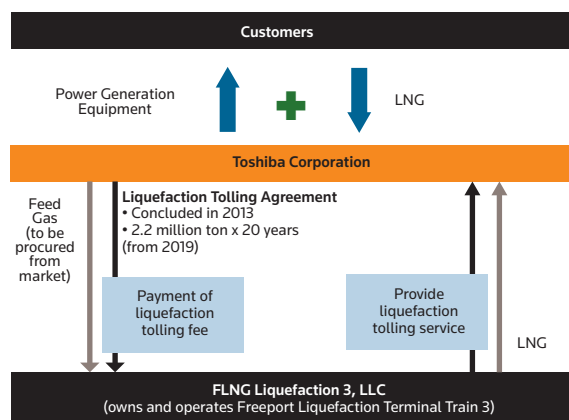 Customers
Power Generation
Equipment
LNG
Toshiba Corporation
Feed
Gas
(to be
procured
from
market)
Liquefaction Tolling Agreement
• Concluded in 2013
• 2.2 million ton x 20 years
(from 2019)
Payment of
liquefaction
tolling fee
Provide
liquefaction
tolling service
LNG
FLNG Liquefaction 3, LLC
(owns and operates Freeport Liquefaction Terminal Train 3)